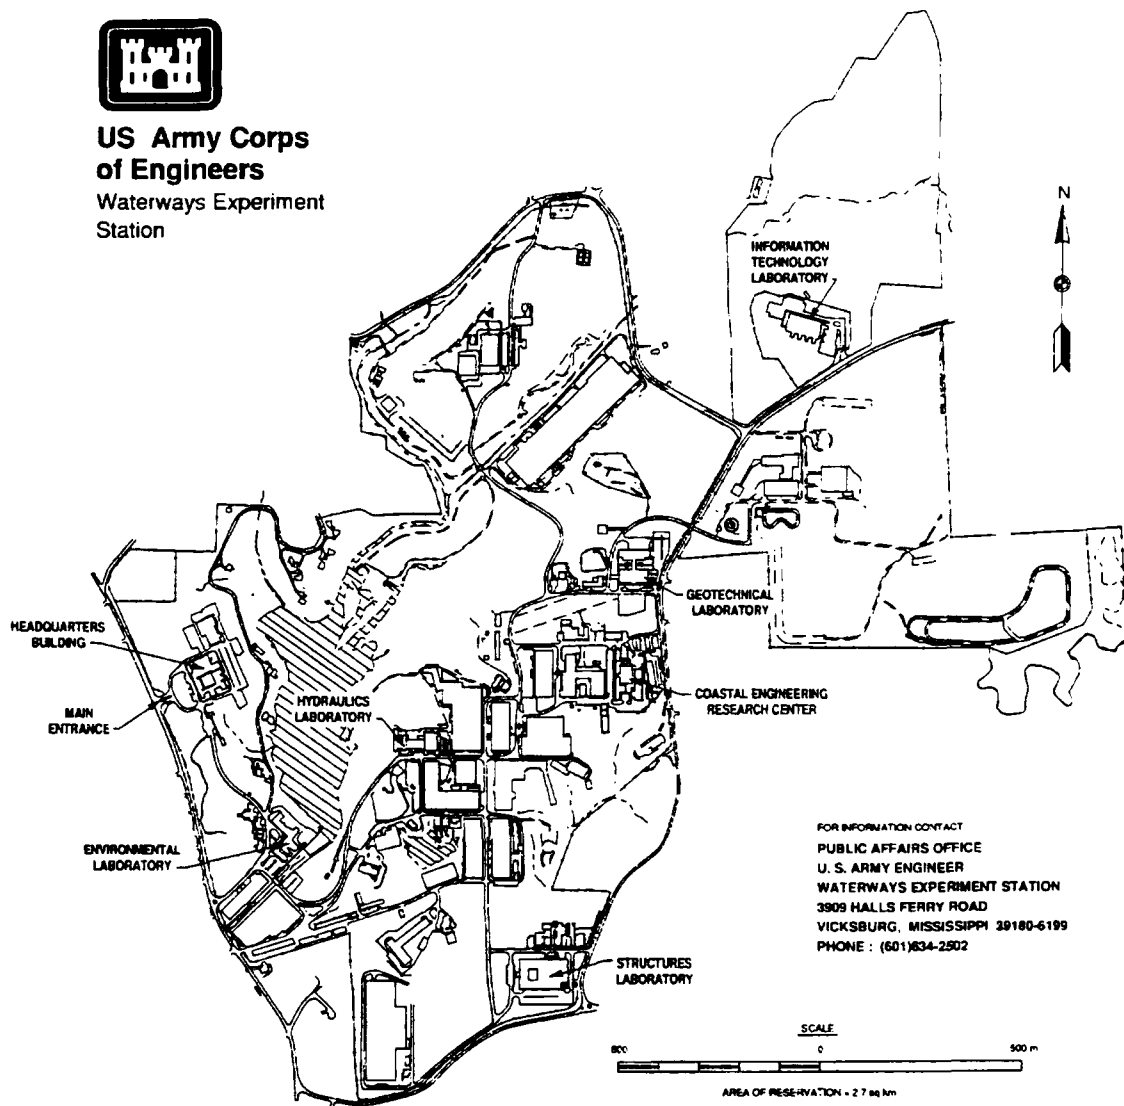 US Army Corps
of Engineers
Waterways Experiment
Station
N
INFORMATION
TECHNOLOGY
LABORATORY
GEOTECHNICAL
LABORATORY
HEADQUARTERS
BUILDING
MAIN
ENTRANCE
HYDRAULICS
LABORATORY
COASTAL ENGINEERING
RESEARCH CENTER
ENVIRONMENTAL
LABORATORY
STRUCTURES
LABORATORY
FOR INFORMATION CONTACT
PUBLIC AFFAIRS OFFICE
U. S. ARMY ENGINEER
WATERWAYS EXPERIMENT STATION
3909 HALLS FERRY ROAD
VICKSBURG, MISSISSIPPI 39180-6199
PHONE : (601)634-2502
SCALE
0
500 m
AREA OF RESERVATION = 2.7 sq km